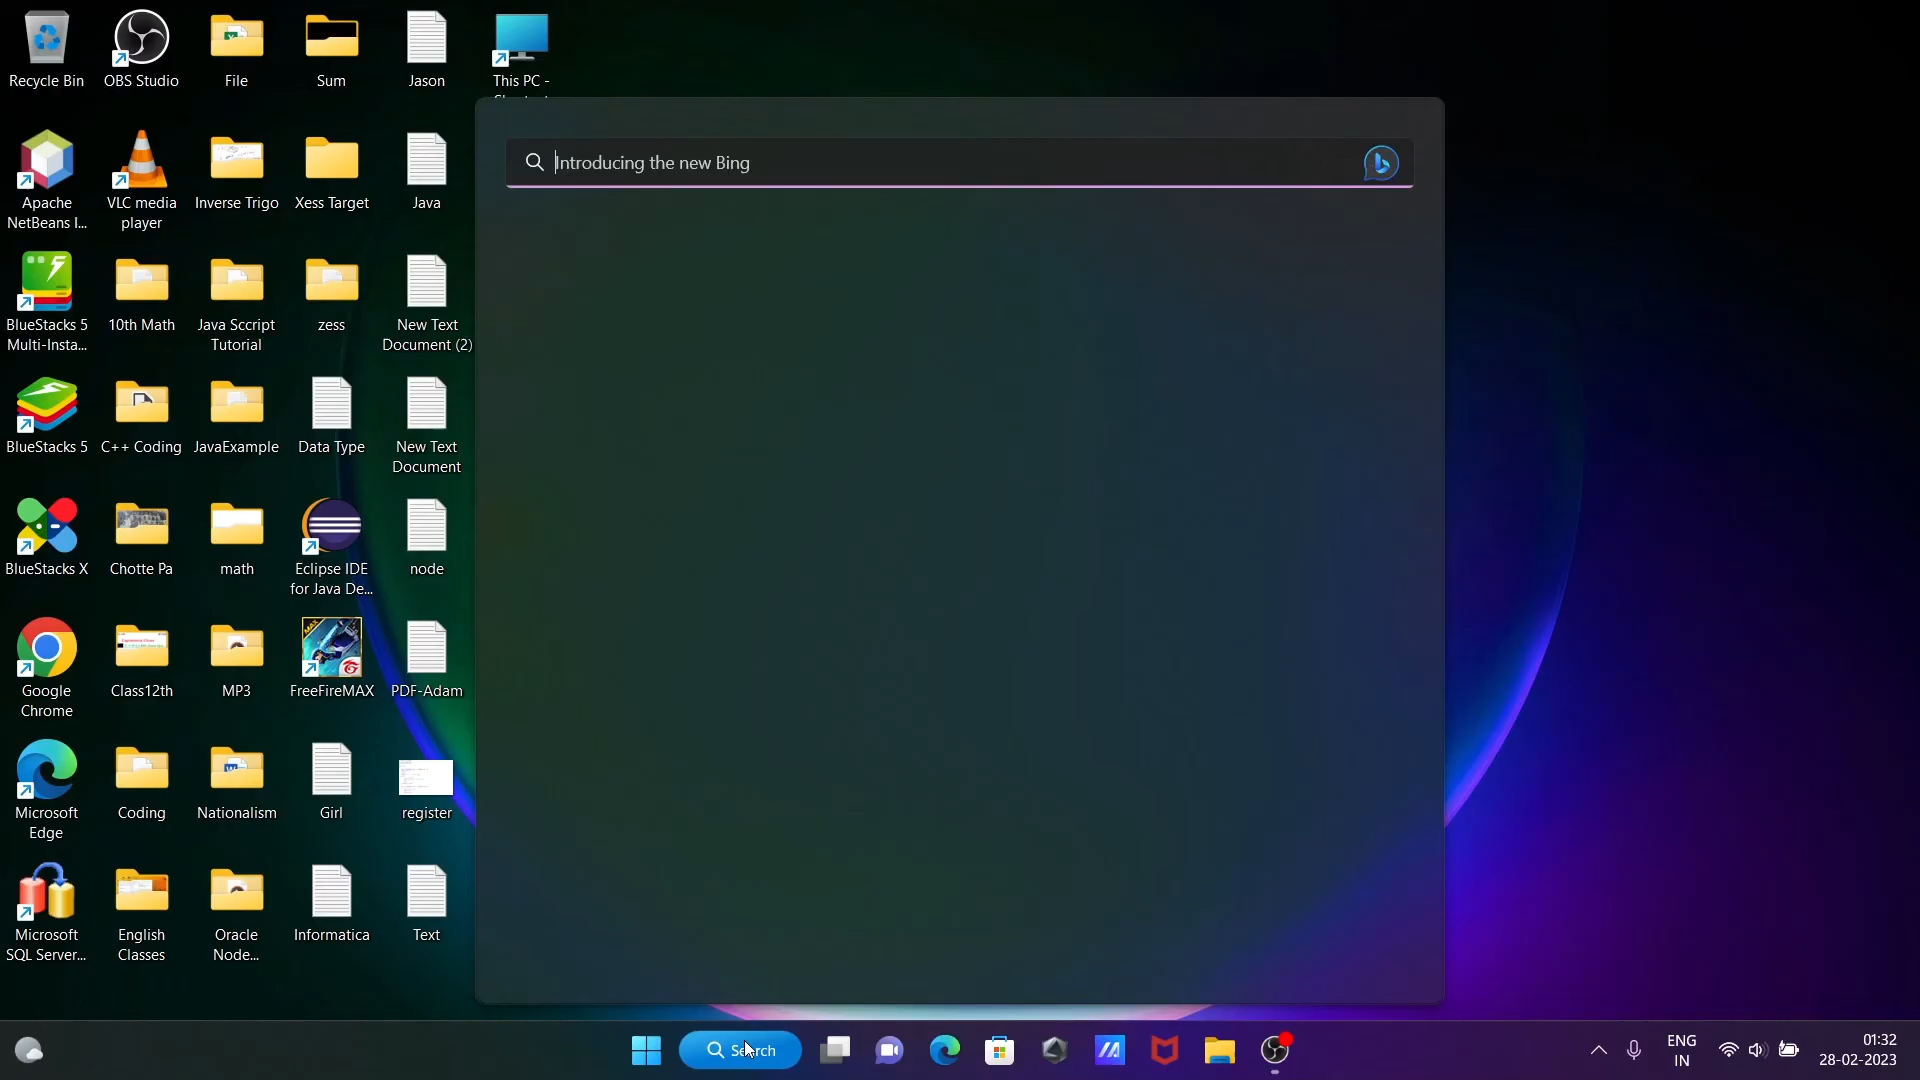 Recycle Bin
OBS Studio
File
Sum
Jason
This PC -
Introducing the new Bing
Apache
NetBeans I...
VLC media
player
Inverse Trigo
Xess Target
Java
BlueStacks 5
Multi-Insta...
10th Math
Java Sccript
Tutorial
zess
New Text
Document (2)
BlueStacks 5
C++ Coding
JavaExample
Data Type
New Text
Document
BlueStacks X
Chotte Pa
math
Eclipse IDE
for Java De...
node
Google
Chrome
Class12th
MP3
FreeFireMAX
PDF-Adam
Microsoft
Edge
Coding
Nationalism
Girl
register
Microsoft
SQL Server...
English
Classes
Oracle
Node...
Informatica
Text
Search
ENG
IN
01:32
28-02-2023